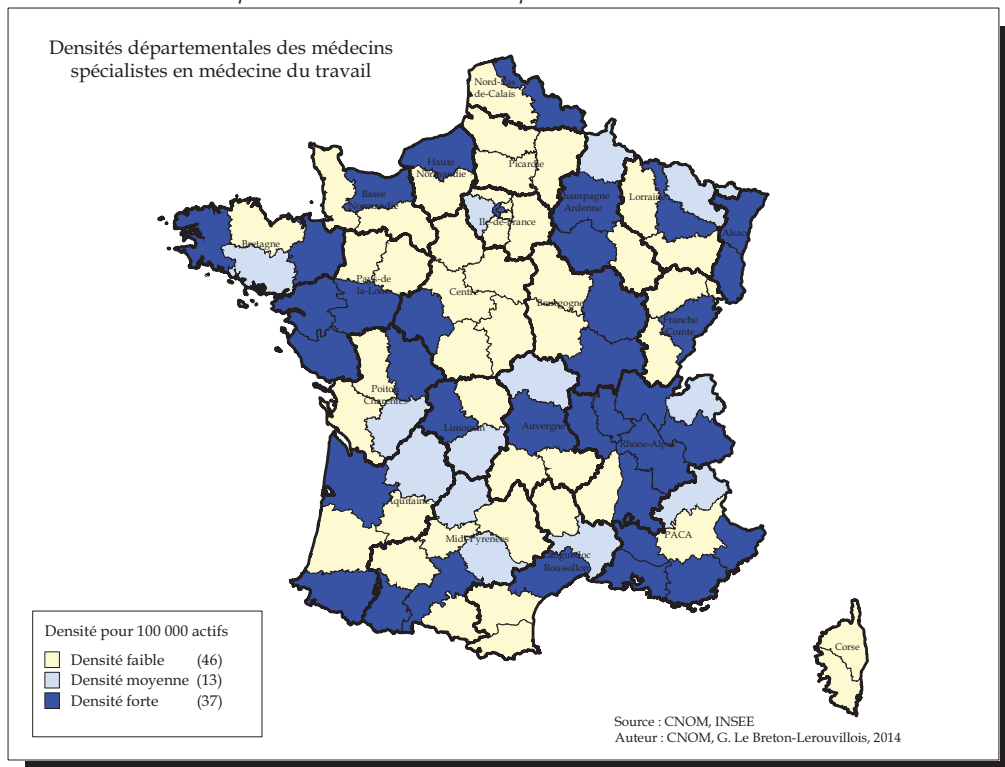 Densités départementales des médecins
spécialistes en médecine du travail
Nord-Pas
de-Calais
Haute
Normandie
Picardie
Basse
Normandie
Ile-de-France
Champagne
Ardenne
Lorraine
Alsace
Bretagne
Pays-de
la-Loire
Centre
Bourgogne
Franche
Comte
Poitou
Charentes
Limousin
Auvergne
Rhone-Alpes
Aquitaine
Midi-Pyrences
PACA
Languedoc
Roussillon
Corse
Densité pour 100 000 actifs
Densité faible (46)
Densité moyenne (13)
Densité forte (37)
Source : CNOM, INSEE
Auteur : CNOM, G. Le Breton-Lerouvillois, 2014